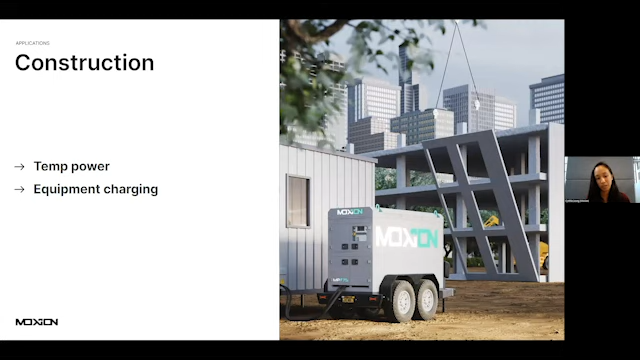 APPLICATIONS
Construction
→ Temp power
→ Equipment charging
MOXION
MOXION
MOXION